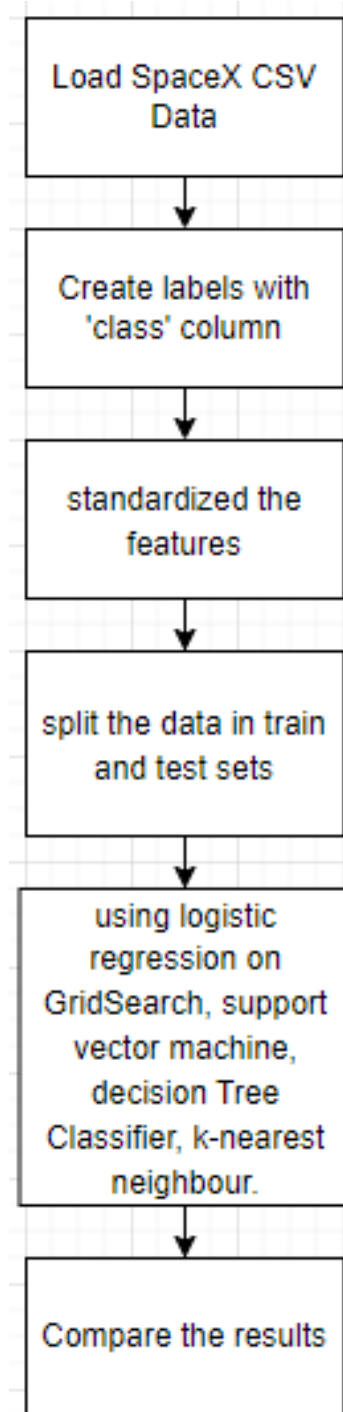 Load SpaceX CSV
Data
Create labels with
'class' column
standardized the
features
split the data in train
and test sets
using logistic
regression on
GridSearch, support
vector machine,
decision Tree
Classifier, k-nearest
neighbour.
Compare the results